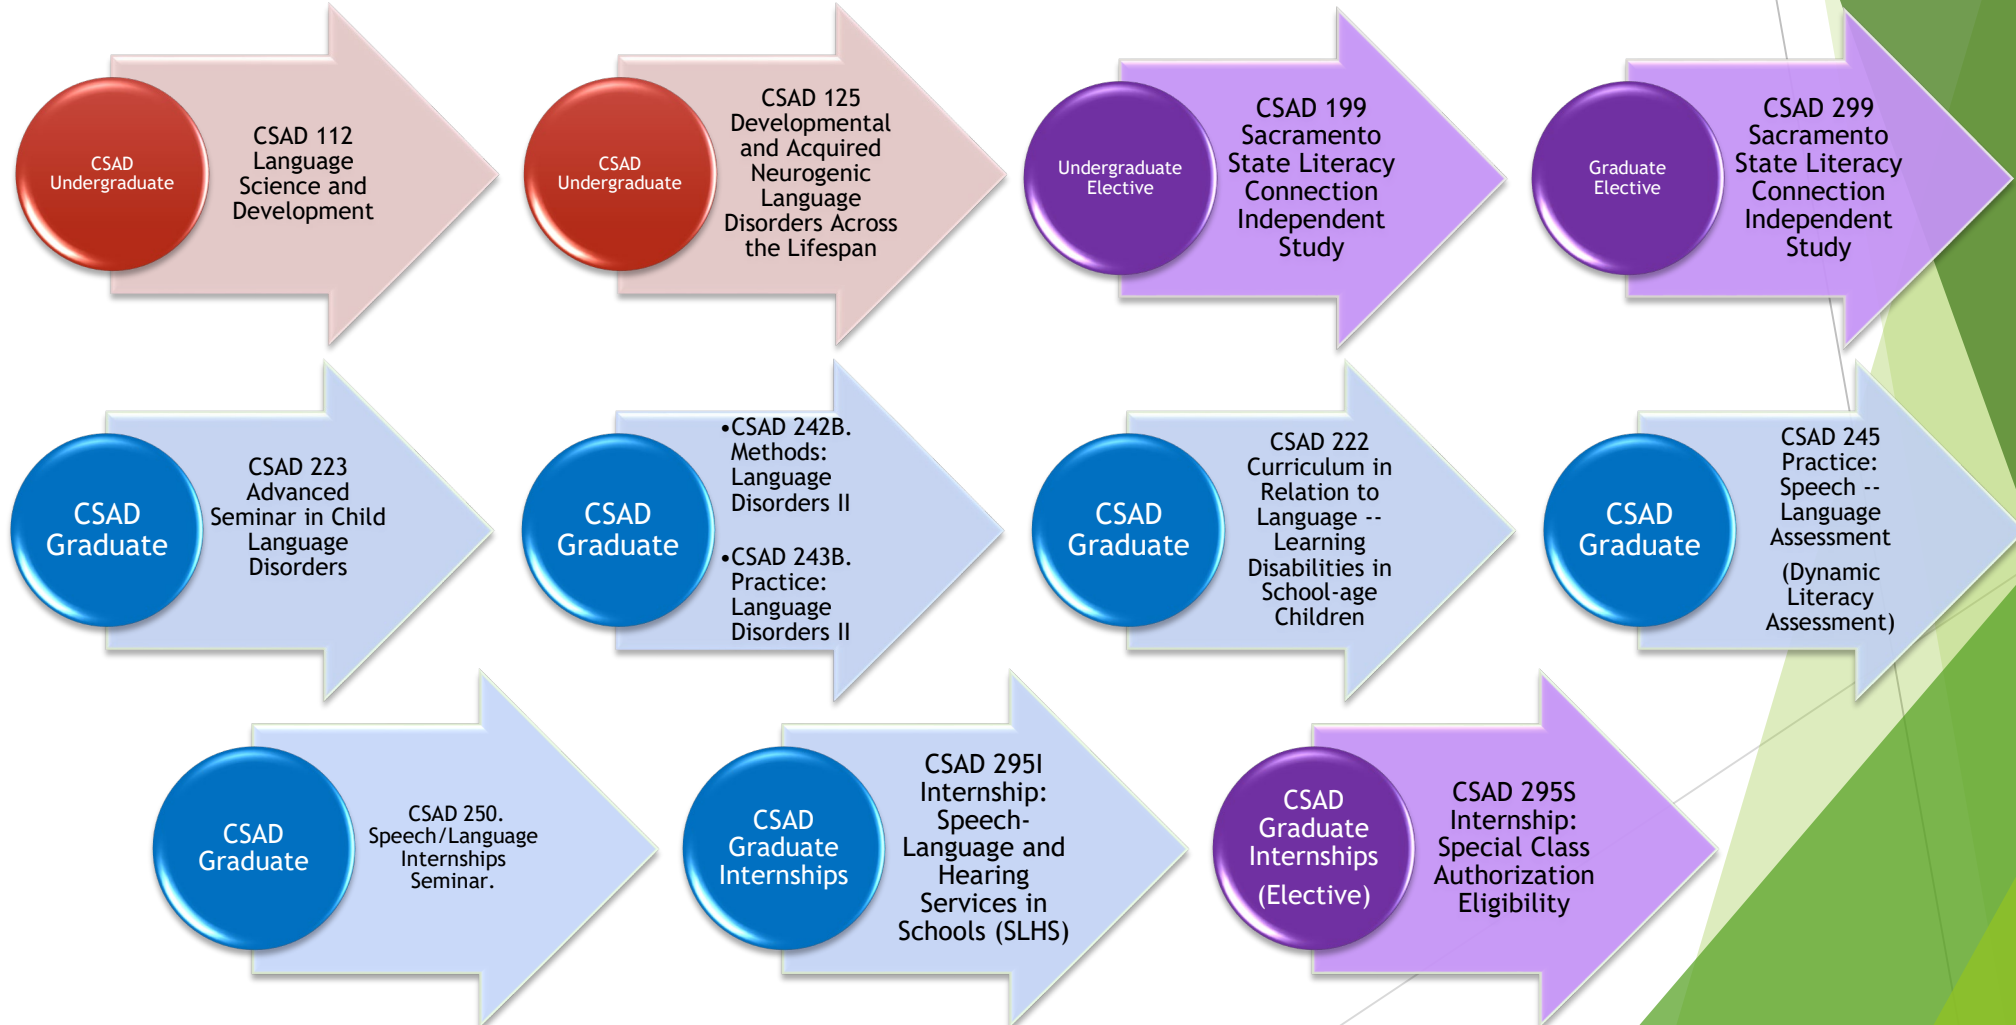 CSAD
Undergraduate
CSAD 112
Language
Science and
Development
CSAD
Undergraduate
CSAD 125
Developmental
and Acquired
Neurogenic
Language
Disorders Across
the Lifespan
Undergraduate
Elective
CSAD 199
Sacramento
State Literacy
Connection
Independent
Study
Graduate
Elective
CSAD 299
Sacramento
State Literacy
Connection
Independent
Study
CSAD
Graduate
CSAD 223
Advanced
Seminar in Child
Language
Disorders
CSAD
Graduate
•CSAD 242B.
Methods:
Language
Disorders II
•CSAD 243B.
Practice:
Language
Disorders II
CSAD
Graduate
CSAD 222
Curriculum in
Relation to
Language --
Learning
Disabilities in
School-age
Children
CSAD
Graduate
CSAD 245
Practice:
Speech --
Language
Assessment
(Dynamic
Literacy
Assessment)
CSAD
Graduate
CSAD 250.
Speech/Language
Internships
Seminar.
CSAD
Graduate
Internships
CSAD 295I
Internship:
Speech-
Language and
Hearing
Services in
Schools (SLHS)
CSAD
Graduate
Internships
(Elective)
CSAD 295S
Internship:
Special Class
Authorization
Eligibility